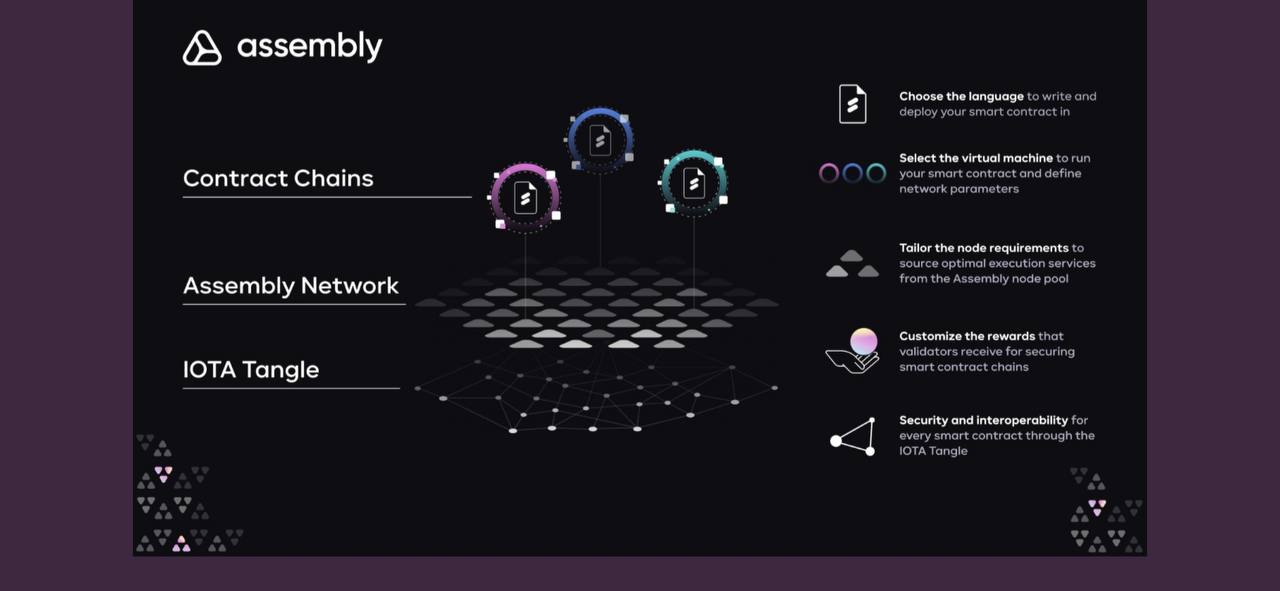 assembly
Contract Chains
Assembly Network
IOTA Tangle
Choose the language to write and
deploy your smart contract in
Select the virtual machine to run
your smart contract and define
network parameters
Tailor the node requirements to
source optimal execution services
from the Assembly node pool
Customize the rewards that
validators receive for securing
smart contract chains
Security and interoperability for
every smart contract through the
IOTA Tangle